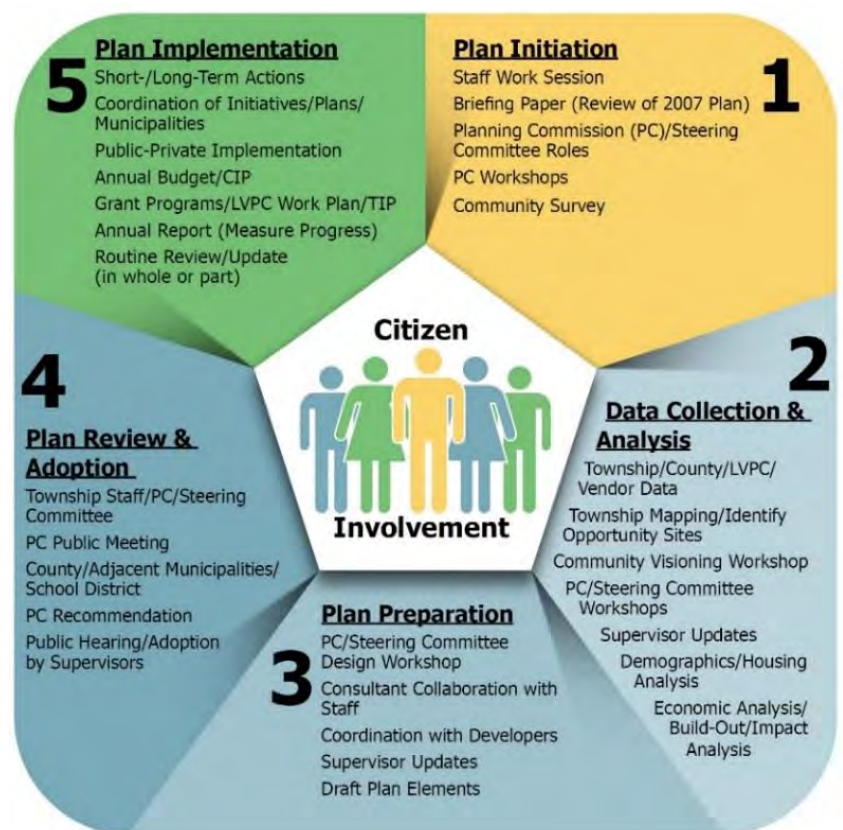 5
Plan Implementation
Short-/Long-Term Actions
Coordination of Initiatives/Plans/
Municipalities
Public-Private Implementation
Annual Budget/CIP
Grant Programs/LVPC Work Plan/TIP
Annual Report (Measure Progress)
Routine Review/Update
(in whole or part)
Plan Initiation
1
Staff Work Session
Briefing Paper (Review of 2007 Plan)
Planning Commission (PC)/Steering
Committee Roles
PC Workshops
Community Survey
2
Data Collection &
Analysis
Township/County/LVPC/
Vendor Data
Township Mapping/Identify
Opportunity Sites
Community Visioning Workshop
PC/Steering Committee
Workshops
Supervisor Updates
Demographics/Housing
Analysis
Economic Analysis/
Build-Out/Impact
Analysis
3
Plan Preparation
PC/Steering Committee
Design Workshop
Consultant Collaboration with
Staff
Coordination with Developers
Supervisor Updates
Draft Plan Elements
4
Plan Review &
Adoption
Township Staff/PC/Steering
Committee
PC Public Meeting
County/Adjacent Municipalities/
School District
PC Recommendation
Public Hearing/Adoption
by Supervisors
Citizen
Involvement